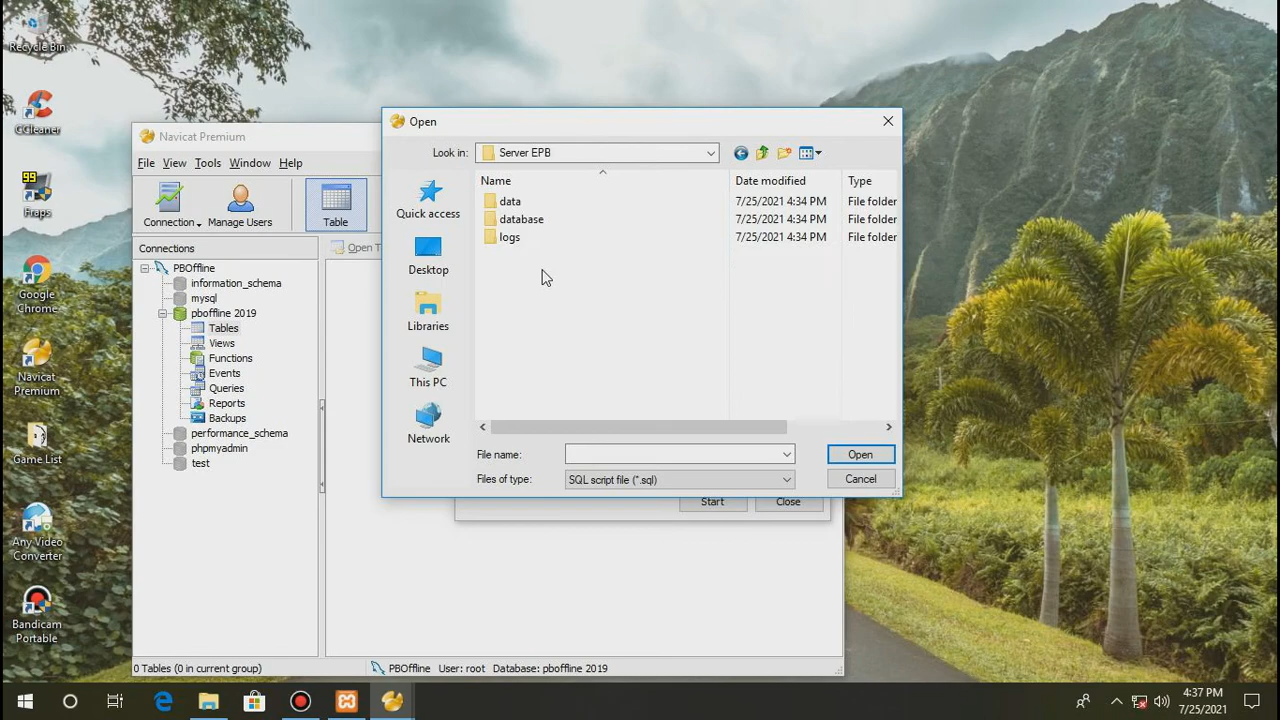 Recycle Bin
CCleaner
99
Fraps
Google
Chrome
Navicat
Premium
Game List
Any Video
Converter
Bandicam
Portable
Navicat Premium
File View Tools Window Help
Connection Manage Users Table
Connections
Open T
PBOffline
information_schema
mysql
pboffline 2019
Tables
Views
Functions
Events
Queries
Reports
Backups
performance_schema
phpmyadmin
test
Open
Look in: Server EPB
Quick access
Desktop
Libraries
This PC
Network
Name Date modified Type
data 7/25/2021 4:34 PM File folder
database 7/25/2021 4:34 PM File folder
logs 7/25/2021 4:34 PM File folder
File name: Open
Files of type: SQL script file (*.sql) Cancel
Start Close
0 Tables (0 in current group) PBOffline User: root Database: pboffline 2019
4:37 PM
7/25/2021